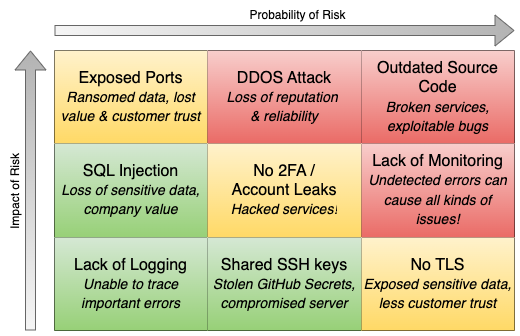 Probability of Risk
Impact of Risk
Exposed Ports
Ransomed data, lost
value & customer trust
DDOS Attack
Loss of reputation
& reliability
Outdated Source
Code
Broken services,
exploitable bugs
SQL Injection
Loss of sensitive data,
company value
No 2FA /
Account Leaks
Hacked services!
Lack of Monitoring
Undetected errors can
cause all kinds of
issues!
Lack of Logging
Unable to trace
important errors
Shared SSH keys
Stolen GitHub Secrets,
compromised server
No TLS
Exposed sensitive data,
less customer trust